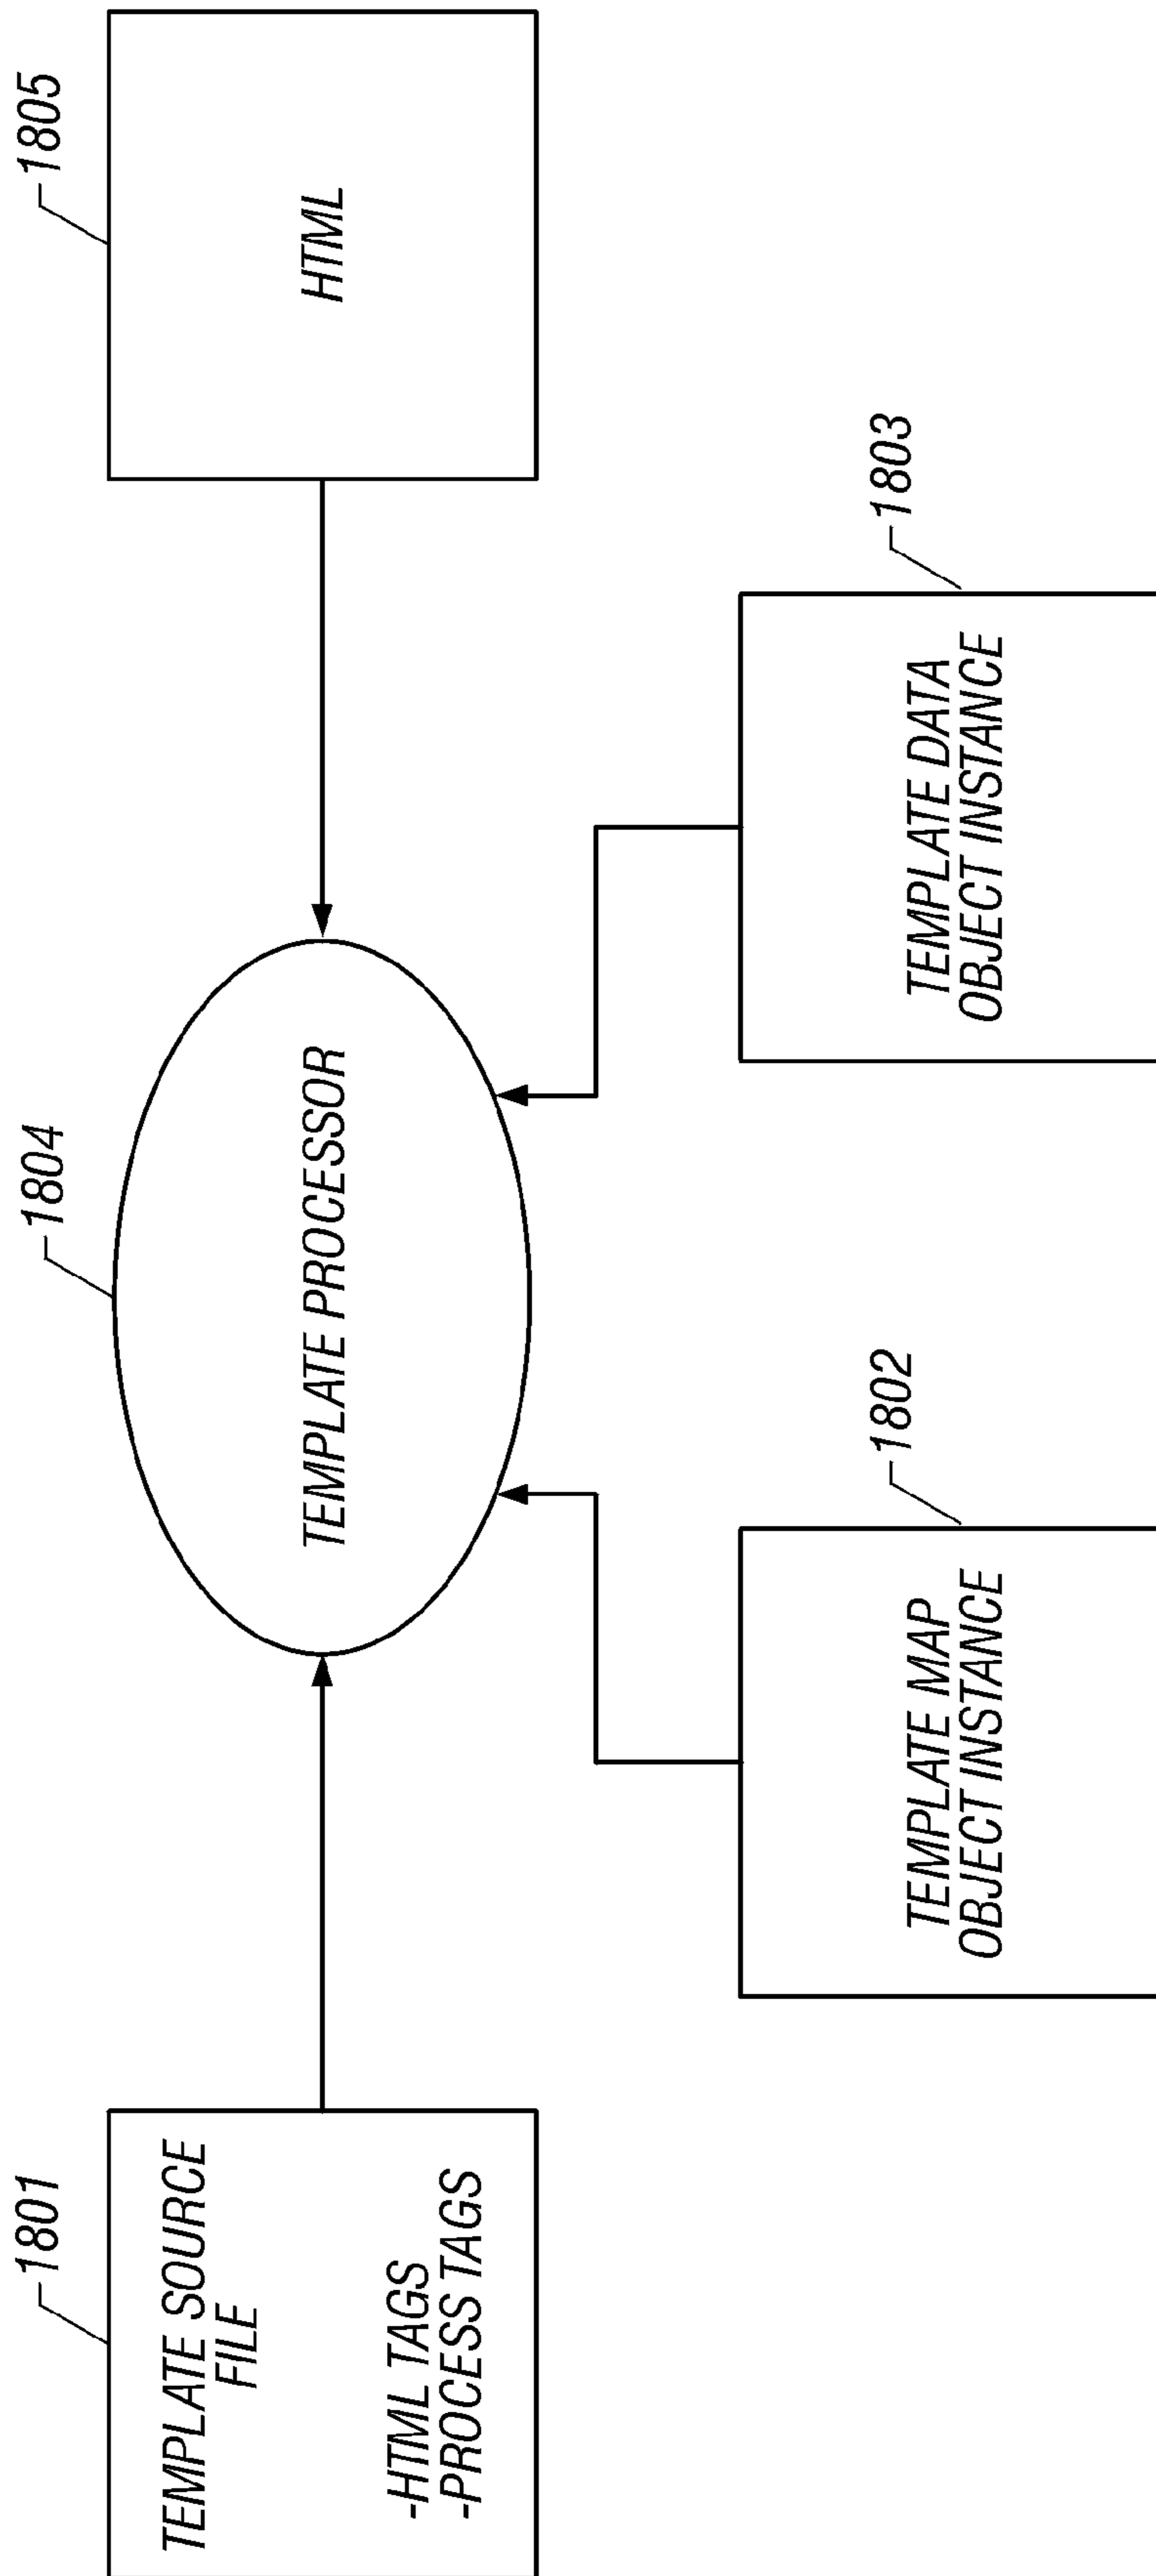 1801
TEMPLATE SOURCE
FILE
-HTML TAGS
-PROCESS TAGS
1804
TEMPLATE PROCESSOR
1805
HTML
1802
TEMPLATE MAP
OBJECT INSTANCE
1803
TEMPLATE DATA
OBJECT INSTANCE